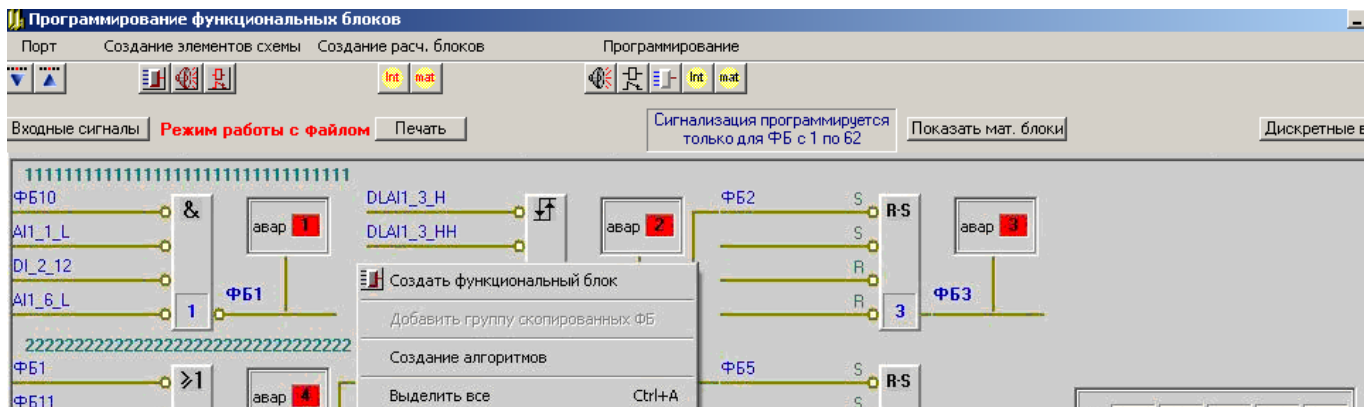 Программирование функциональных блоков
Порт Создание элементов схемы Создание расч. блоков Программирование
Int mat Int mat
Входные сигналы Режим работы с файлом Печать
Сигнализация программируется
только для ФБ с 1 по 62
Показать мат. блоки
Дискретные в
1111111111111111111111111111111111
ФБ10
AI1_1_L
DI_2_12
AI1_6_L
&
1
авар 1
ФБ1
DLAI1_3_H
DLAI1_3_HH
авар 2
ФБ2
S
S
R
R
R-S
3
авар 3
ФБ3
Создать функциональный блок
Добавить группу скопированных ФБ
Создание алгоритмов
Выделить все Ctrl+A
2222222222222222222222222222222222
ФБ1
ФБ11
≥1
авар 4
ФБ5
S
S
R-S